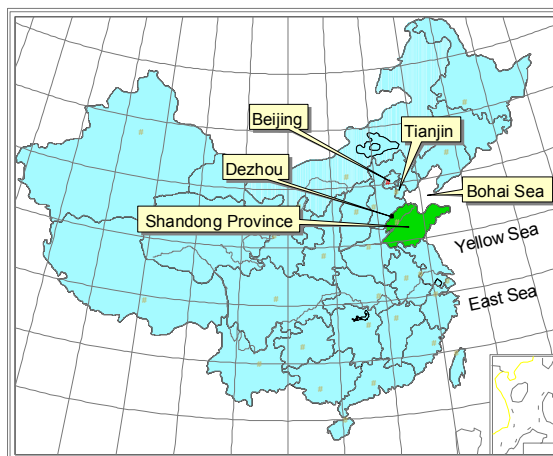 Beijing
Tianjin
Dezhou
Bohai Sea
Shandong Province
Yellow Sea
East Sea